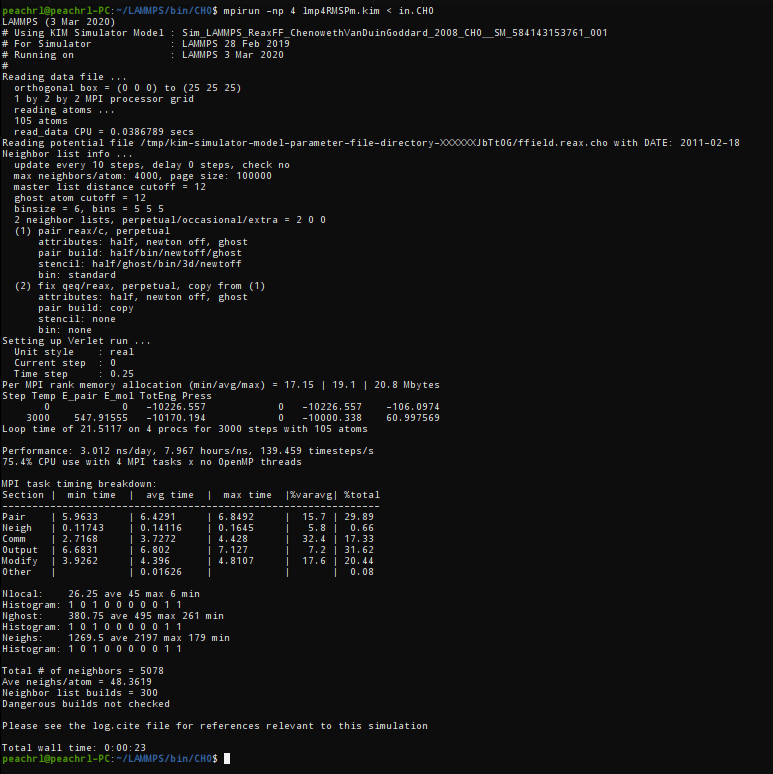 peachrl@peachrl-PC:~/LAMMPS/bin/CHO$ mpirun -np 4 lmp4RMSPm.kim < in.CHO
LAMMPS (3 Mar 2020)
# Using KIM Simulator Model : Sim_LAMMPS_ReaxFF_ChenowethVanDuinGoddard_2008_CHO__SM_584143153761_001
# For Simulator             : LAMMPS 28 Feb 2019
# Running on                : LAMMPS 3 Mar 2020
#
Reading data file ...
  orthogonal box = (0 0 0) to (25 25 25)
  1 by 2 by 2 MPI processor grid
  reading atoms ...
  105 atoms
  read_data CPU = 0.0386789 secs
Reading potential file /tmp/kim-simulator-model-parameter-file-directory-XXXXXXJbTtOG/ffield.reax.cho with DATE: 2011-02-18
Neighbor list info ...
  update every 10 steps, delay 0 steps, check no
  max neighbors/atom: 4000, page size: 100000
  master list distance cutoff = 12
  ghost atom cutoff = 12
  binsize = 6, bins = 5 5 5
  2 neighbor lists, perpetual/occasional/extra = 2 0 0
  (1) pair reax/c, perpetual
      attributes: half, newton off, ghost
      pair build: half/bin/newtoff/ghost
      stencil: half/ghost/bin/3d/newtoff
      bin: standard
  (2) fix qeq/reax, perpetual, copy from (1)
      attributes: half, newton off, ghost
      pair build: copy
      stencil: none
      bin: none
Setting up Verlet run ...
  Unit style    : real
  Current step  : 0
  Time step     : 0.25
Per MPI rank memory allocation (min/avg/max) = 17.15 | 19.1 | 20.8 Mbytes
Step Temp E_pair E_mol TotEng Press
       0            0   -10226.557            0   -10226.557    -106.0974
    3000    547.91555   -10170.194            0   -10000.338    60.997569
Loop time of 21.5117 on 4 procs for 3000 steps with 105 atoms

Performance: 3.012 ns/day, 7.967 hours/ns, 139.459 timesteps/s
75.4% CPU use with 4 MPI tasks x no OpenMP threads

MPI task timing breakdown:
Section |  min time  |  avg time  |  max time  |%varavg| %total
---------------------------------------------------------------
Pair    | 5.9633     | 6.4291     | 6.8492     |  15.7 | 29.89
Neigh   | 0.11743    | 0.14116    | 0.1645     |   5.8 |  0.66
Comm    | 2.7168     | 3.7272     | 4.428      |  32.4 | 17.33
Output  | 6.6831     | 6.802      | 7.127      |   7.2 | 31.62
Modify  | 3.9262     | 4.396      | 4.8107     |  17.6 | 20.44
Other   |            | 0.01626    |            |       |  0.08

Nlocal:    26.25 ave 45 max 6 min
Histogram: 1 0 1 0 0 0 0 0 1 1
Nghost:    380.75 ave 495 max 261 min
Histogram: 1 0 1 0 0 0 0 0 1 1
Neighs:    1269.5 ave 2197 max 179 min
Histogram: 1 0 1 0 0 0 0 0 1 1

Total # of neighbors = 5078
Ave neighs/atom = 48.3619
Neighbor list builds = 300
Dangerous builds not checked

Please see the log.cite file for references relevant to this simulation

Total wall time: 0:00:23
peachrl@peachrl-PC:~/LAMMPS/bin/CHO$